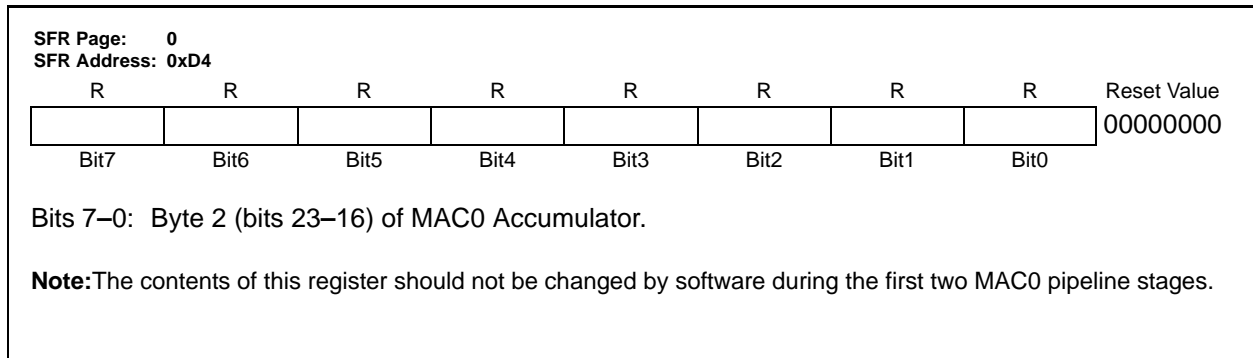 SFR Page: 0
SFR Address: 0xD4
R R R R R R R R Reset Value
00000000
Bit7 Bit6 Bit5 Bit4 Bit3 Bit2 Bit1 Bit0
Bits 7–0: Byte 2 (bits 23–16) of MAC0 Accumulator.
Note:The contents of this register should not be changed by software during the first two MAC0 pipeline stages.